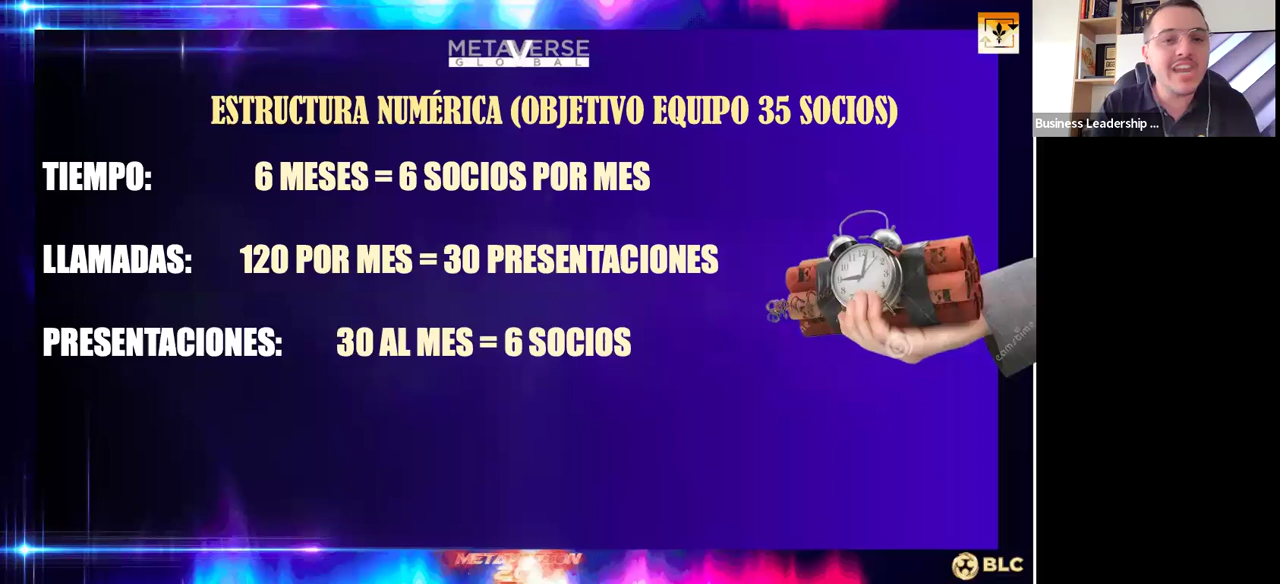 METAVERSE
GLOBAL
ESTRUCTURA NUMÉRICA (OBJETIVO EQUIPO 35 SOCIOS)
TIEMPO: 6 MESES = 6 SOCIOS POR MES
LLAMADAS: 120 POR MES = 30 PRESENTACIONES
PRESENTACIONES: 30 AL MES = 6 SOCIOS
Business Leadership ...
BLC